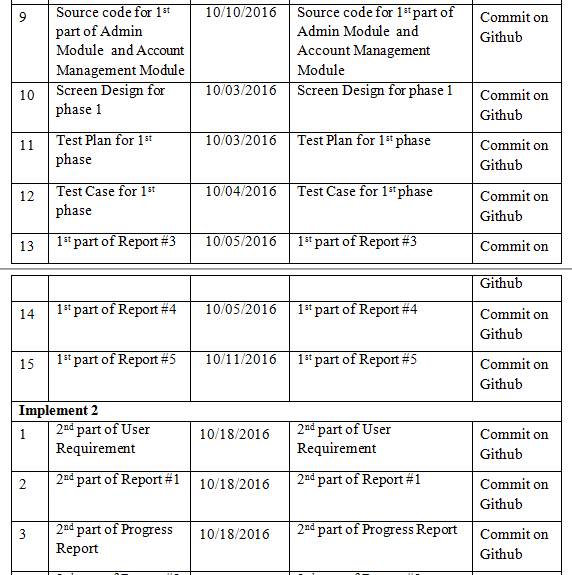 9 Source code for 1st 10/10/2016 Source code for 1st part of Commit on
part of Admin Admin Module and Github
Module and Account Account Management
Management Module Module
10 Screen Design for 10/03/2016 Screen Design for phase 1 Commit on
phase 1 Github
11 Test Plan for 1st 10/03/2016 Test Plan for 1st phase Commit on
phase Github
12 Test Case for 1st 10/04/2016 Test Case for 1st phase Commit on
phase Github
13 1st part of Report #3 10/05/2016 1st part of Report #3 Commit on
Github
14 1st part of Report #4 10/05/2016 1st part of Report #4 Commit on
Github
15 1st part of Report #5 10/11/2016 1st part of Report #5 Commit on
Github
Implement 2
1 2nd part of User 10/18/2016 2nd part of User Commit on
Requirement Requirement Github
2 2nd part of Report #1 10/18/2016 2nd part of Report #1 Commit on
Github
3 2nd part of Progress 10/18/2016 2nd part of Progress Report Commit on
Report Github